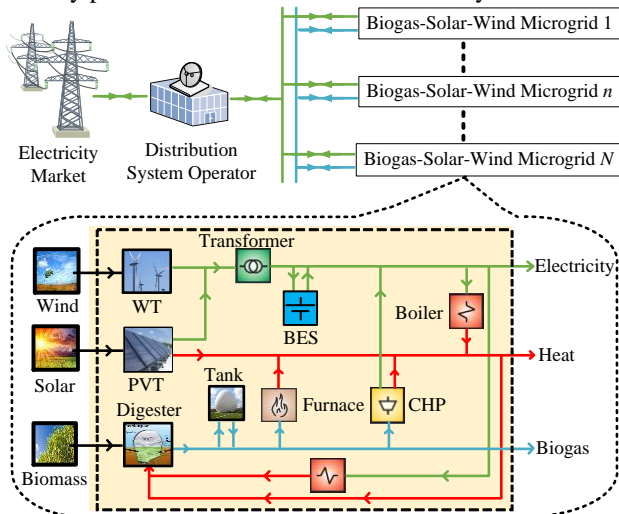 Biogas-Solar-Wind Microgrid 1
Biogas-Solar-Wind Microgrid n
Biogas-Solar-Wind Microgrid N
Electricity
Market
Distribution
System Operator
Transformer
Electricity
Wind
WT
BES
Boiler
Heat
Solar
PVT
Tank
Digester
Furnace
CHP
Biogas
Biomass